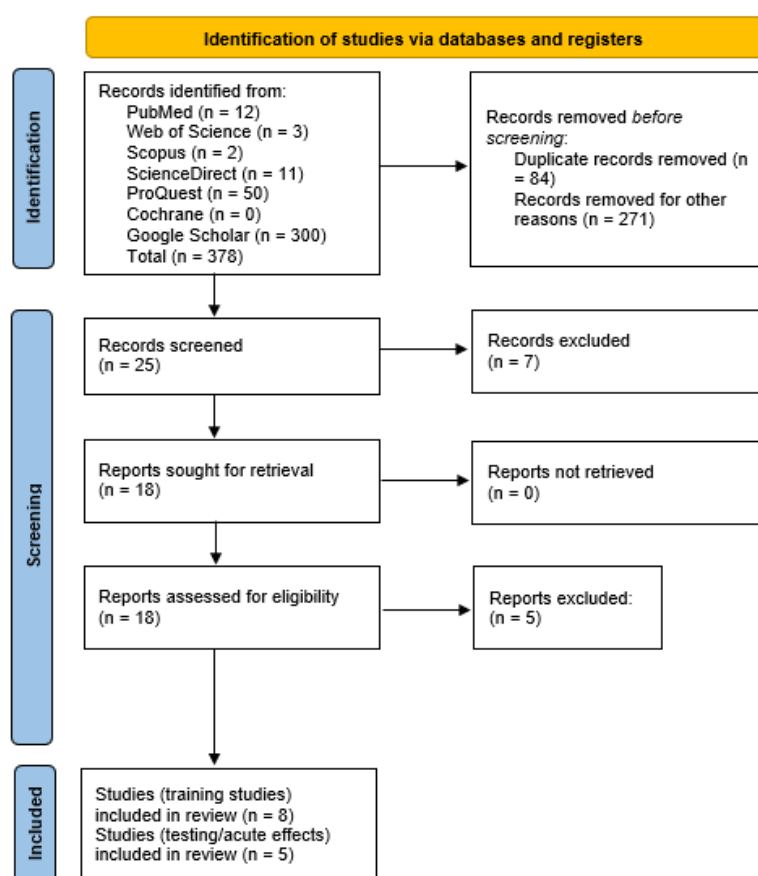 Identification of studies via databases and registers
Identification
Records identified from:
PubMed (n = 12)
Web of Science (n = 3)
Scopus (n = 2)
ScienceDirect (n = 11)
ProQuest (n = 50)
Cochrane (n = 0)
Google Scholar (n = 300)
Total (n = 378)
Records removed before
screening:
Duplicate records removed (n
= 84)
Records removed for other
reasons (n = 271)
Screening
Records screened
(n = 25)
Records excluded
(n = 7)
Reports sought for retrieval
(n = 18)
Reports not retrieved
(n = 0)
Reports assessed for eligibility
(n = 18)
Reports excluded:
(n = 5)
Included
Studies (training studies)
included in review (n = 8)
Studies (testing/acute effects)
included in review (n = 5)